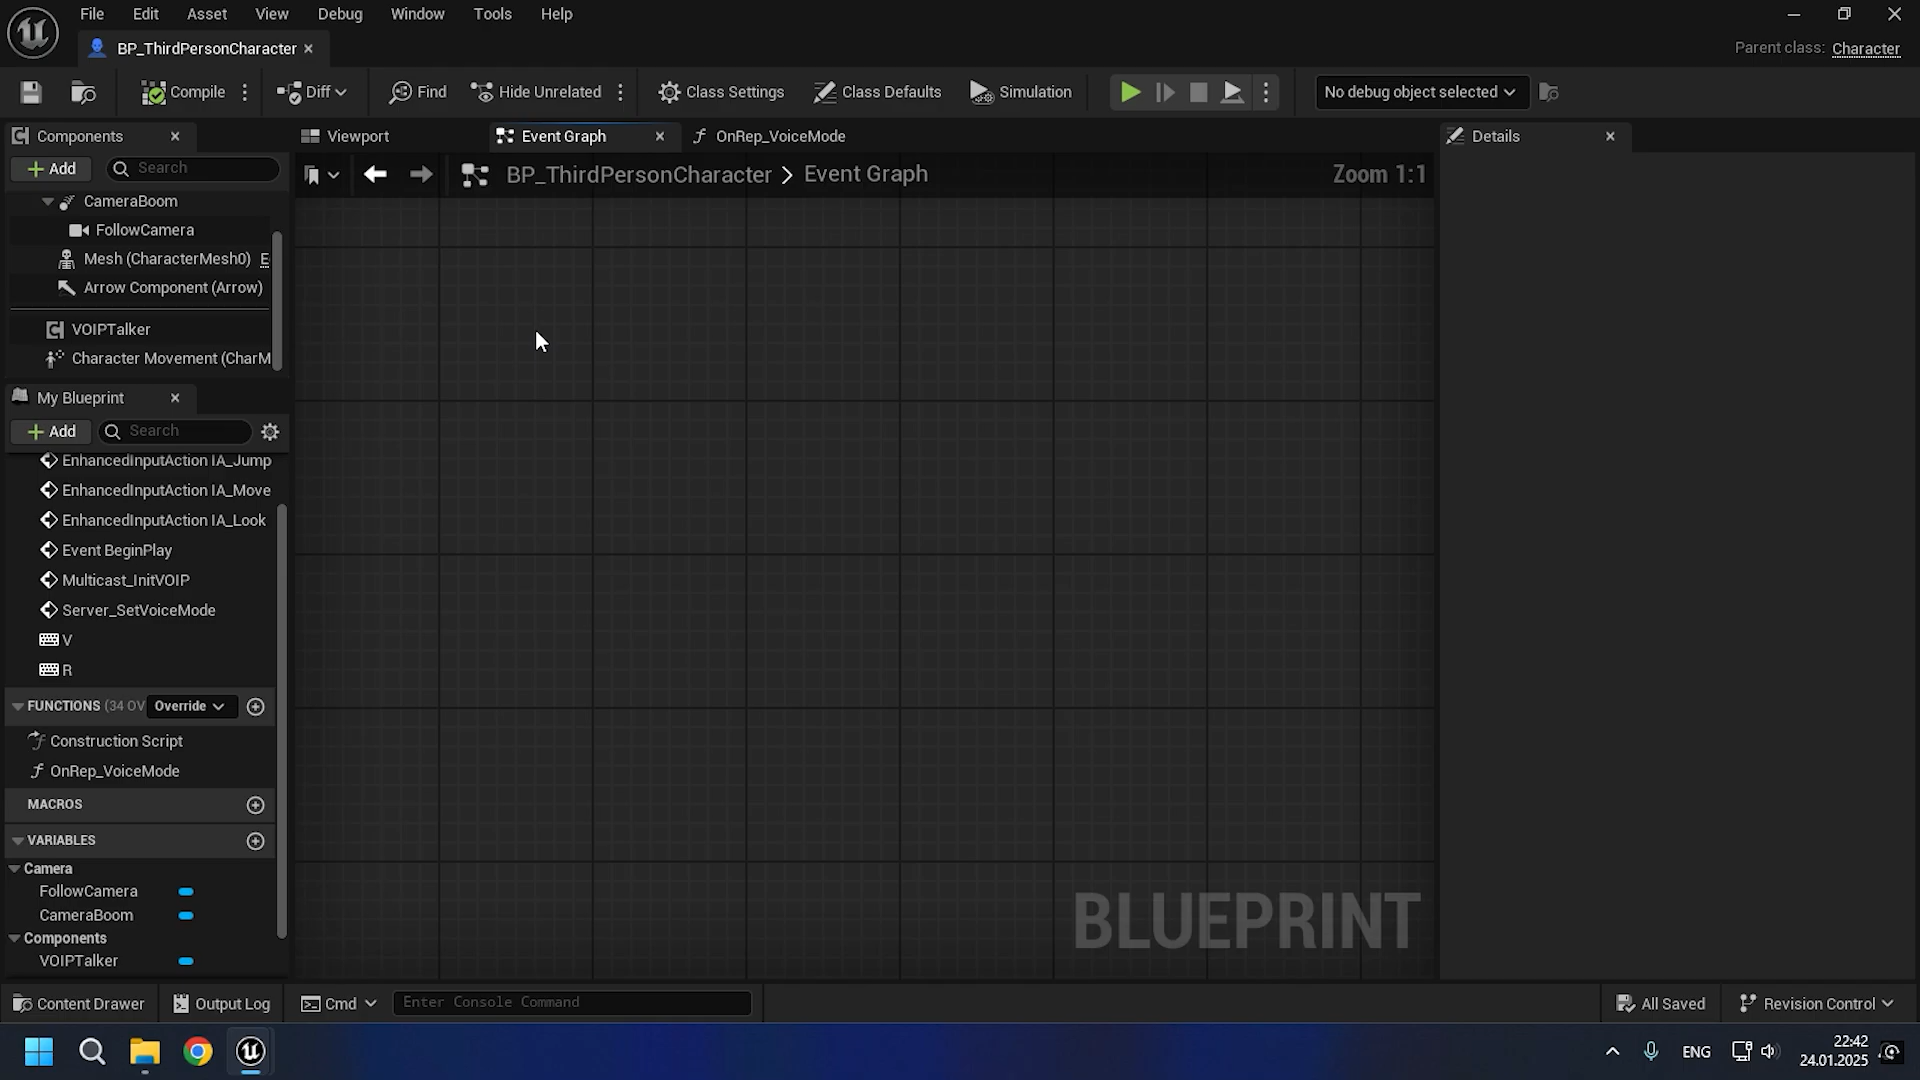 File Edit Asset View Debug Window Tools Help
BP_ThirdPersonCharacter
Parent class: Character
Compile Diff Find Hide Unrelated Class Settings Class Defaults Simulation No debug object selected
Components
Viewport Event Graph OnRep_VoiceMode
Details
Add Search
BP_ThirdPersonCharacter > Event Graph
Zoom 1:1
CameraBoom
FollowCamera
Mesh (CharacterMesh0) E
Arrow Component (Arrow)
VOIPTalker
Character Movement (CharM
My Blueprint
Add Search
EnhancedInputAction IA_Jump
EnhancedInputAction IA_Move
EnhancedInputAction IA_Look
Event BeginPlay
Multicast_InitVOIP
Server_SetVoiceMode
V
R
FUNCTIONS (34 OV Override
Construction Script
OnRep_VoiceMode
MACROS
VARIABLES
Camera
FollowCamera
CameraBoom
Components
VOIPTalker
BLUEPRINT
Content Drawer Output Log Cmd Enter Console Command All Saved Revision Control
ENG
22:42
24.01.2025